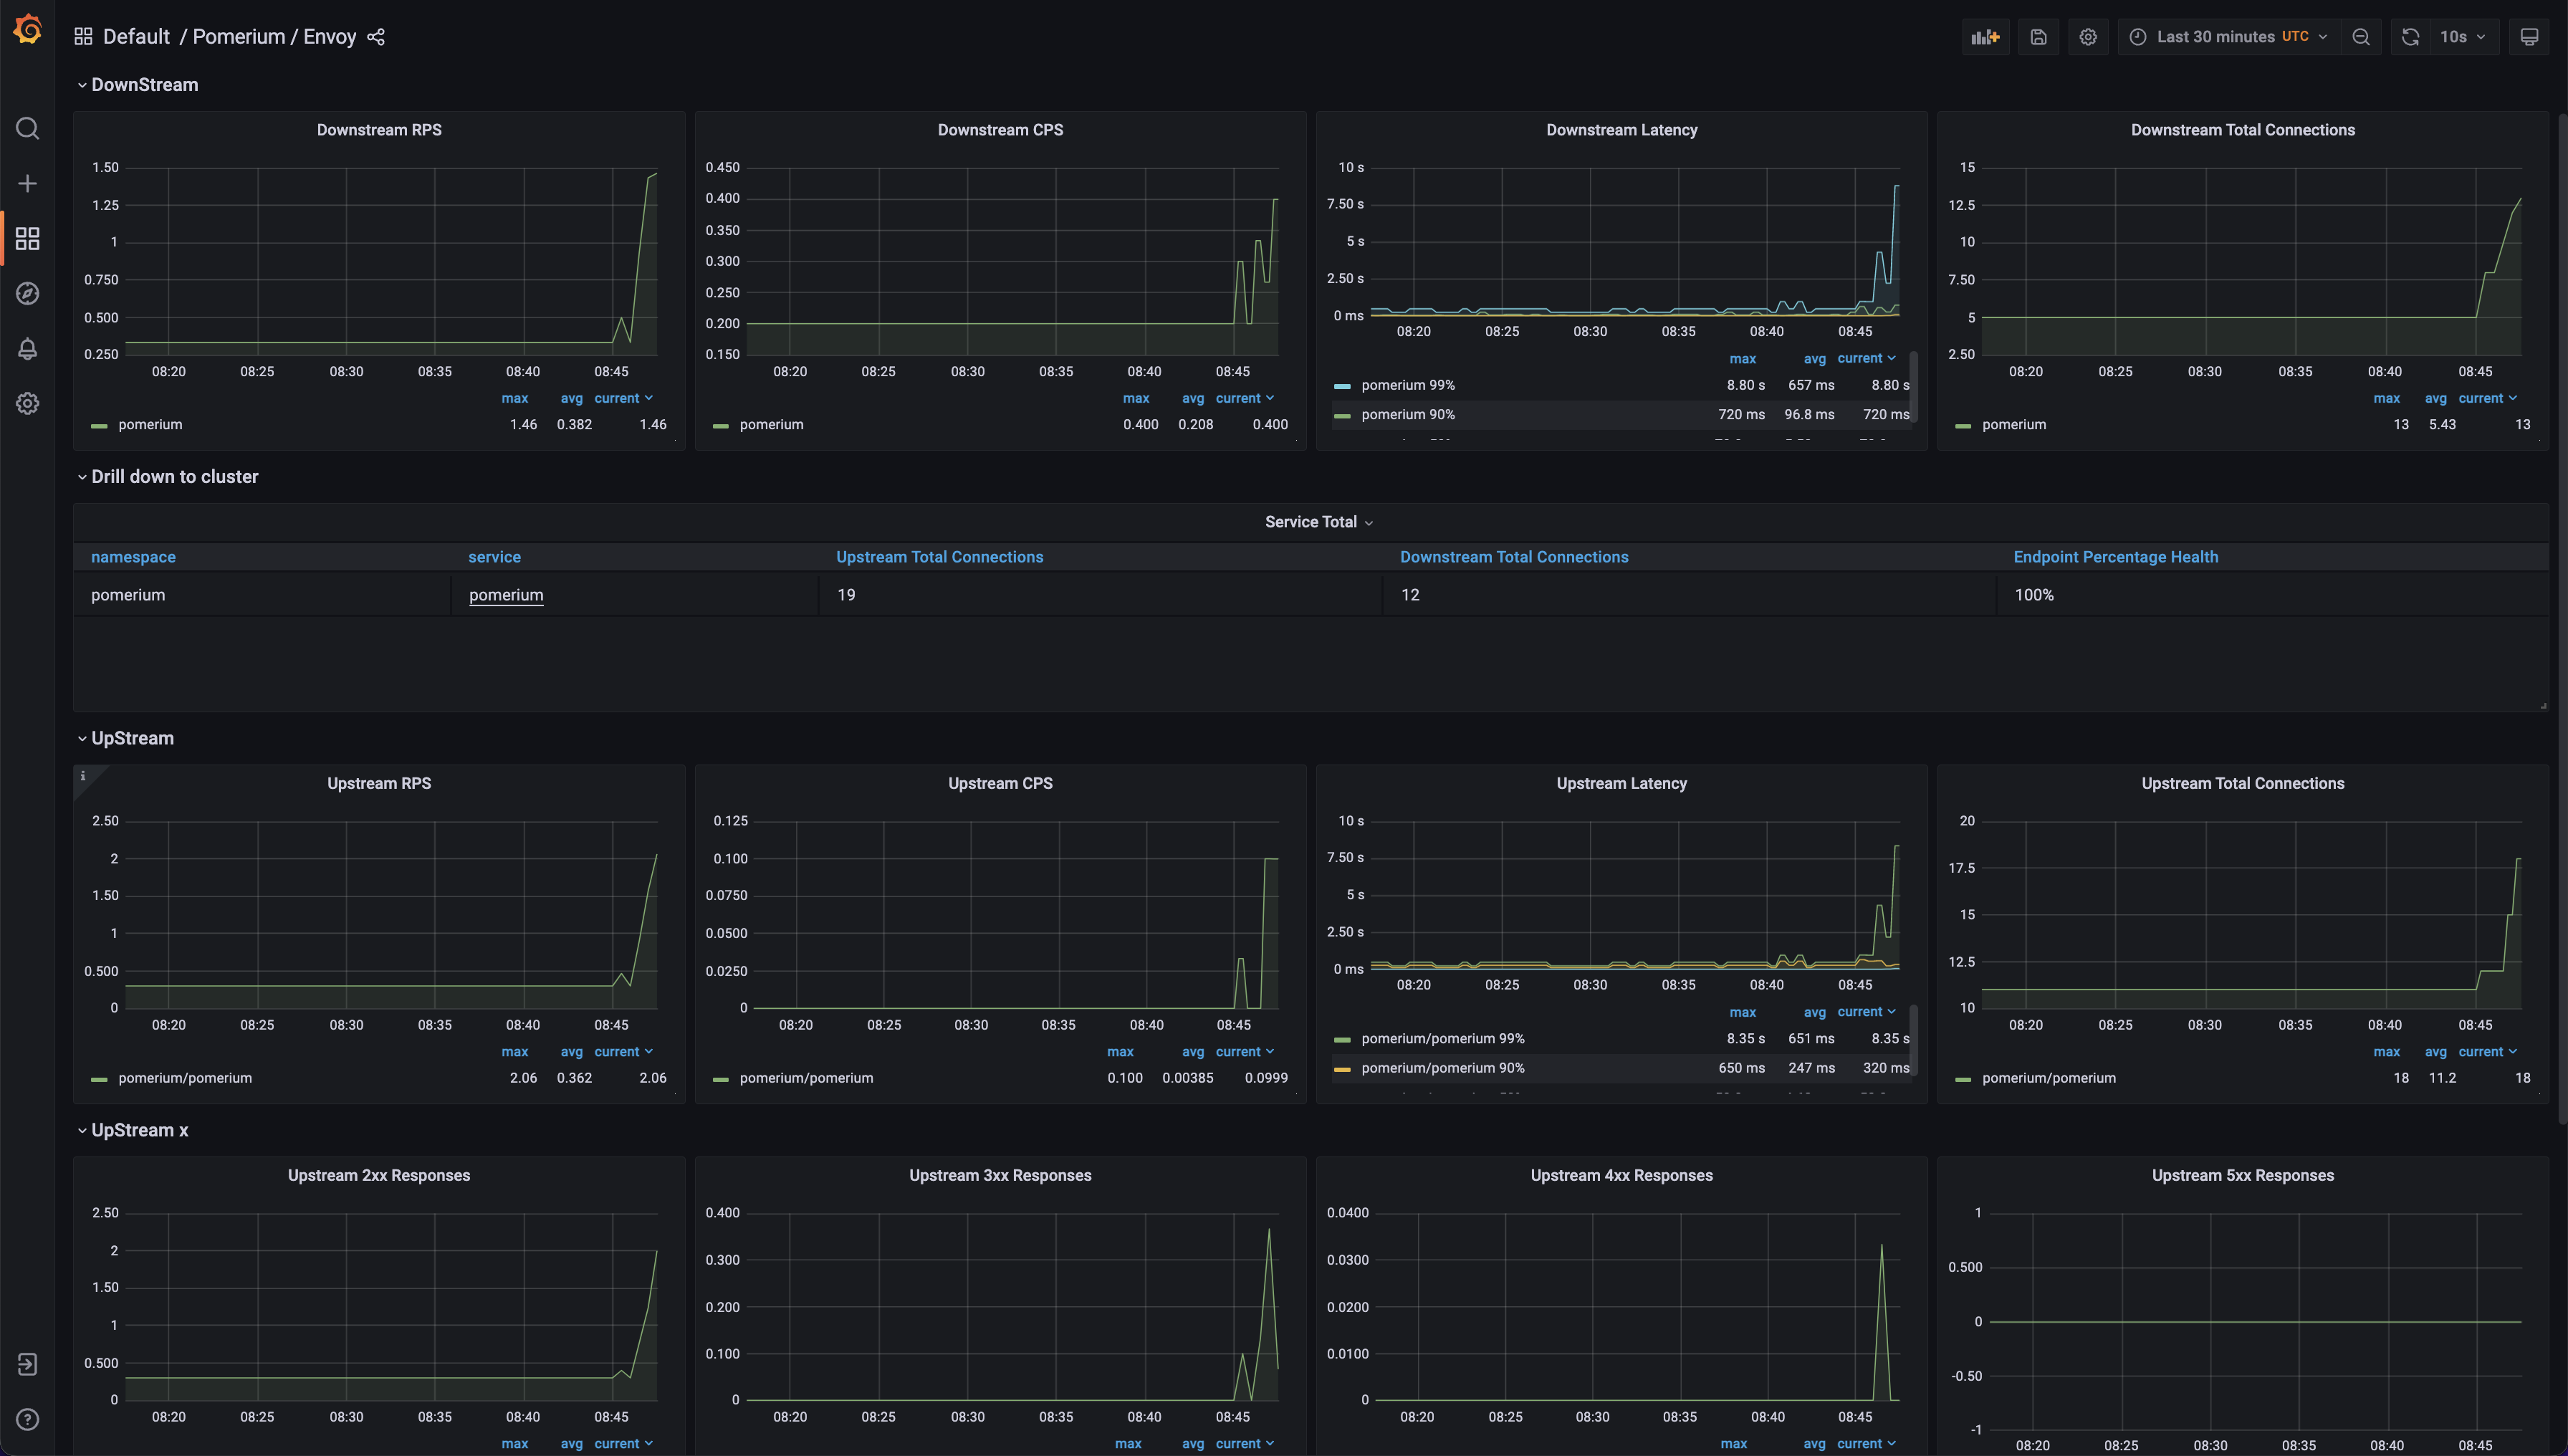 Default / Pomerium / Envoy
Last 30 minutes UTC
10s
DownStream
Downstream RPS
1.50
1.25
1
0.750
0.500
0.250
08:20 08:25 08:30 08:35 08:40 08:45
max avg current
pomerium 1.46 0.382 1.46
Downstream CPS
0.450
0.400
0.350
0.300
0.250
0.200
0.150
08:20 08:25 08:30 08:35 08:40 08:45
max avg current
pomerium 0.400 0.208 0.400
Downstream Latency
10 s
7.50 s
5 s
2.50 s
0 ms
08:20 08:25 08:30 08:35 08:40 08:45
max avg current
pomerium 99% 8.80 s 657 ms 8.80 s
pomerium 90% 720 ms 96.8 ms 720 ms
Downstream Total Connections
15
12.5
10
7.50
5
2.50
08:20 08:25 08:30 08:35 08:40 08:45
max avg current
pomerium 13 5.43 13
Drill down to cluster
Service Total
namespace service Upstream Total Connections Downstream Total Connections Endpoint Percentage Health
pomerium pomerium 19 12 100%
UpStream
i
Upstream RPS
2.50
2
1.50
1
0.500
0
08:20 08:25 08:30 08:35 08:40 08:45
max avg current
pomerium/pomerium 2.06 0.362 2.06
Upstream CPS
0.125
0.100
0.0750
0.0500
0.0250
0
08:20 08:25 08:30 08:35 08:40 08:45
max avg current
pomerium/pomerium 0.100 0.00385 0.0999
Upstream Latency
10 s
7.50 s
5 s
2.50 s
0 ms
08:20 08:25 08:30 08:35 08:40 08:45
max avg current
pomerium/pomerium 99% 8.35 s 651 ms 8.35 s
pomerium/pomerium 90% 650 ms 247 ms 320 ms
Upstream Total Connections
20
17.5
15
12.5
10
08:20 08:25 08:30 08:35 08:40 08:45
max avg current
pomerium/pomerium 18 11.2 18
UpStream x
Upstream 2xx Responses
2.50
2
1.50
1
0.500
0
08:20 08:25 08:30 08:35 08:40 08:45
max avg current
Upstream 3xx Responses
0.400
0.300
0.200
0.100
0
08:20 08:25 08:30 08:35 08:40 08:45
max avg current
Upstream 4xx Responses
0.0400
0.0300
0.0200
0.0100
0
08:20 08:25 08:30 08:35 08:40 08:45
max avg current
Upstream 5xx Responses
1
0.500
0
-0.50
-1
08:20 08:25 08:30 08:35 08:40 08:45